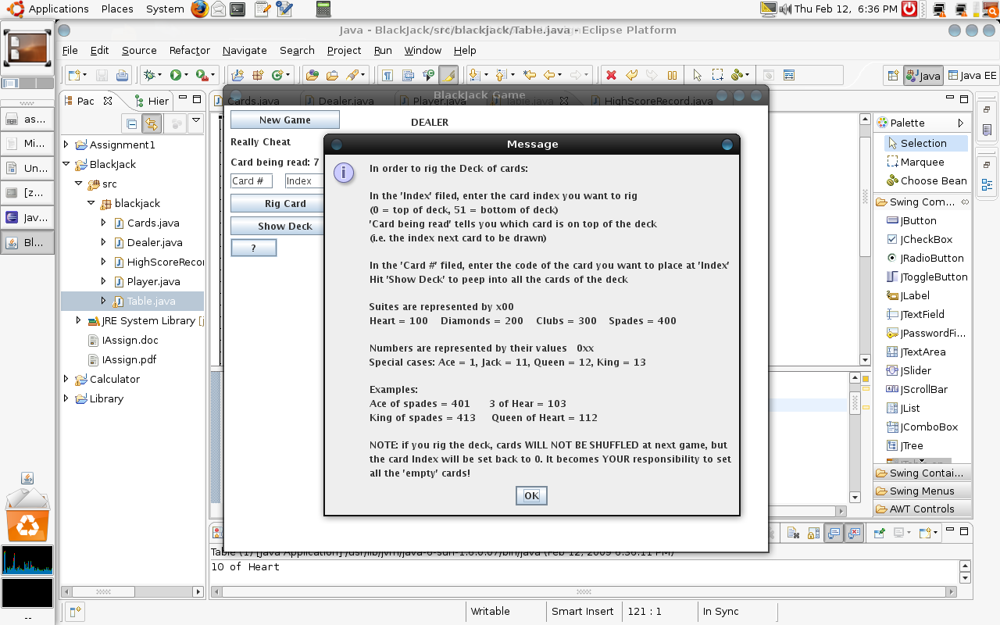 Applications Places System
Thu Feb 12, 6:36 PM
Java - BlackJack/src/blackjack/Table.java - Eclipse Platform
File Edit Source Refactor Navigate Search Project Run Window Help
Java Java EE
as...
Mi...
Un...
[z...
Jav...
Bl...
--
Pac Hier
Assignment1
BlackJack
src
blackjack
Cards.java
Dealer.java
HighScoreRecor
Player.java
Table.java
JRE System Library [j
IAssign.doc
IAssign.pdf
Calculator
Library
Cards.java Dealer.java Player.java Table.java HighScoreRecord.java
BlackJack Game
New Game
DEALER
Really Cheat
Card being read: 7
Card # Index
Rig Card
Show Deck
?
Message
In order to rig the Deck of cards:
In the 'Index' filed, enter the card index you want to rig
(0 = top of deck, 51 = bottom of deck)
'Card being read' tells you which card is on top of the deck
(i.e. the index next card to be drawn)
In the 'Card #' filed, enter the code of the card you want to place at 'Index'
Hit 'Show Deck' to peep into all the cards of the deck
Suites are represented by x00
Heart = 100 Diamonds = 200 Clubs = 300 Spades = 400
Numbers are represented by their values 0xx
Special cases: Ace = 1, Jack = 11, Queen = 12, King = 13
Examples:
Ace of spades = 401 3 of Hear = 103
King of spades = 413 Queen of Heart = 112
NOTE: if you rig the deck, cards WILL NOT BE SHUFFLED at next game, but
the card Index will be set back to 0. It becomes YOUR responsibility to set
all the 'empty' cards!
OK
Palette
Selection
Marquee
Choose Bean
Swing Com...
JButton
JCheckBox
JRadioButton
JToggleButton
JLabel
JTextField
JPasswordFi...
JTextArea
JSlider
JScrollBar
JList
JComboBox
JTree
Swing Contai...
Swing Menus
AWT Controls
Table (1) [Java Application] /usr/lib/jvm/java-6-sun-1.6.0.07/bin/java (Feb 12, 2009 6:36:11 PM)
10 of Heart
Writable Smart Insert 121 : 1 In Sync